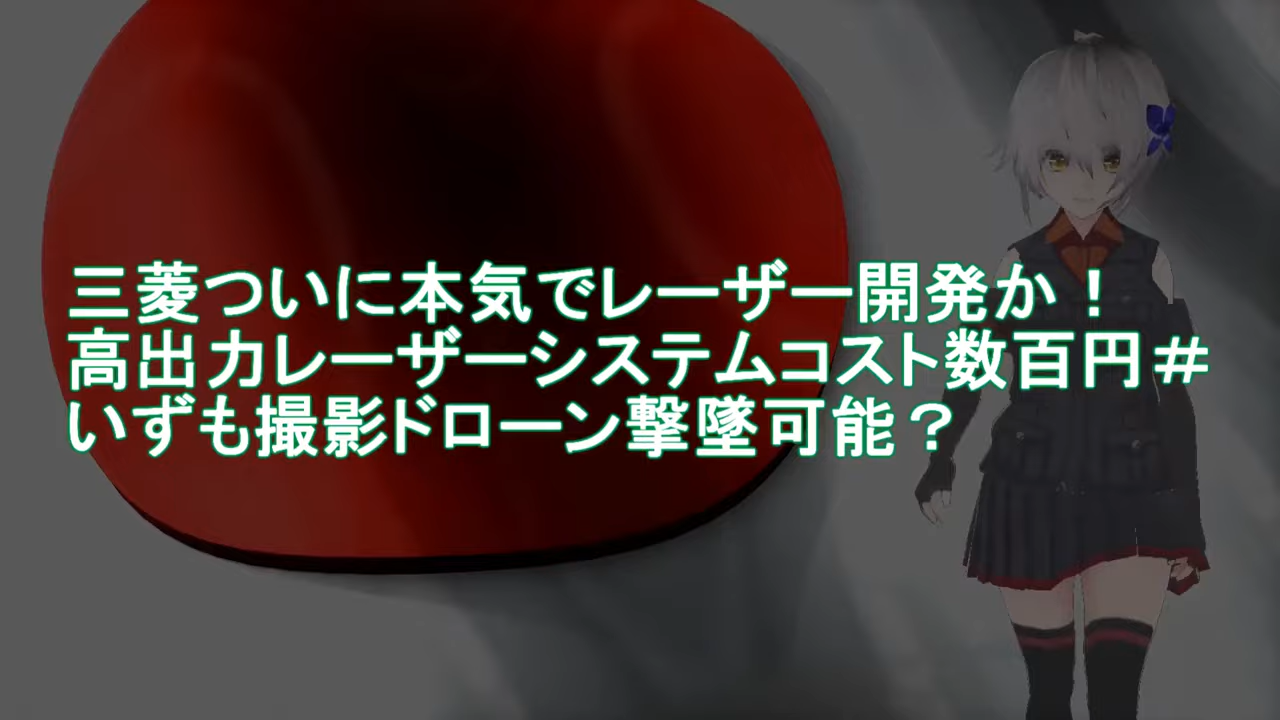 三菱ついに本気でレーザー開発か！
高出力レーザーシステムコスト数百円＃
いずも撮影ドローン撃墜可能？